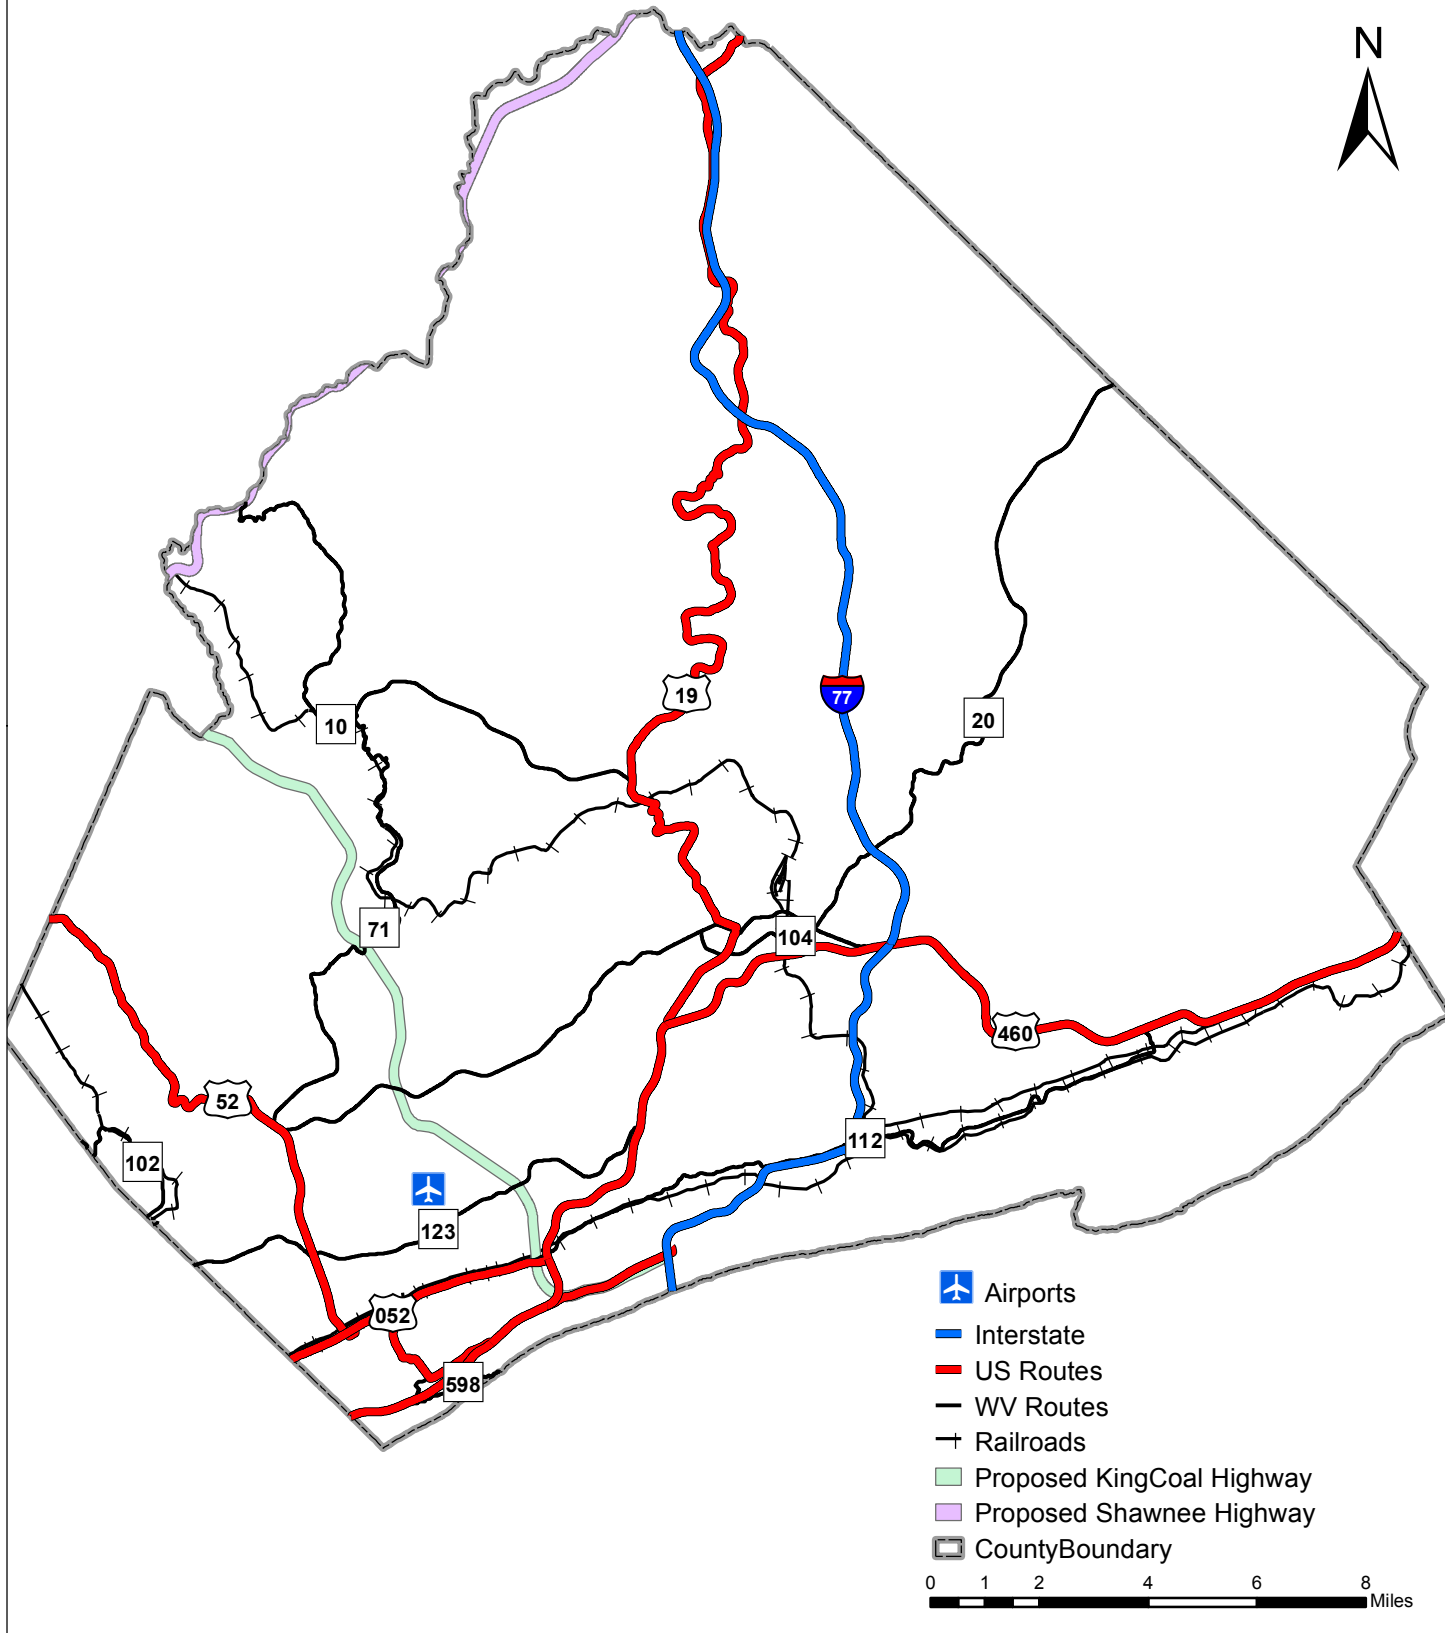 N
19
77
20
10
71
104
460
52
112
102
123
052
598
Airports
Interstate
US Routes
WV Routes
Railroads
Proposed KingCoal Highway
Proposed Shawnee Highway
CountyBoundary
0 1 2 4 8
Miles